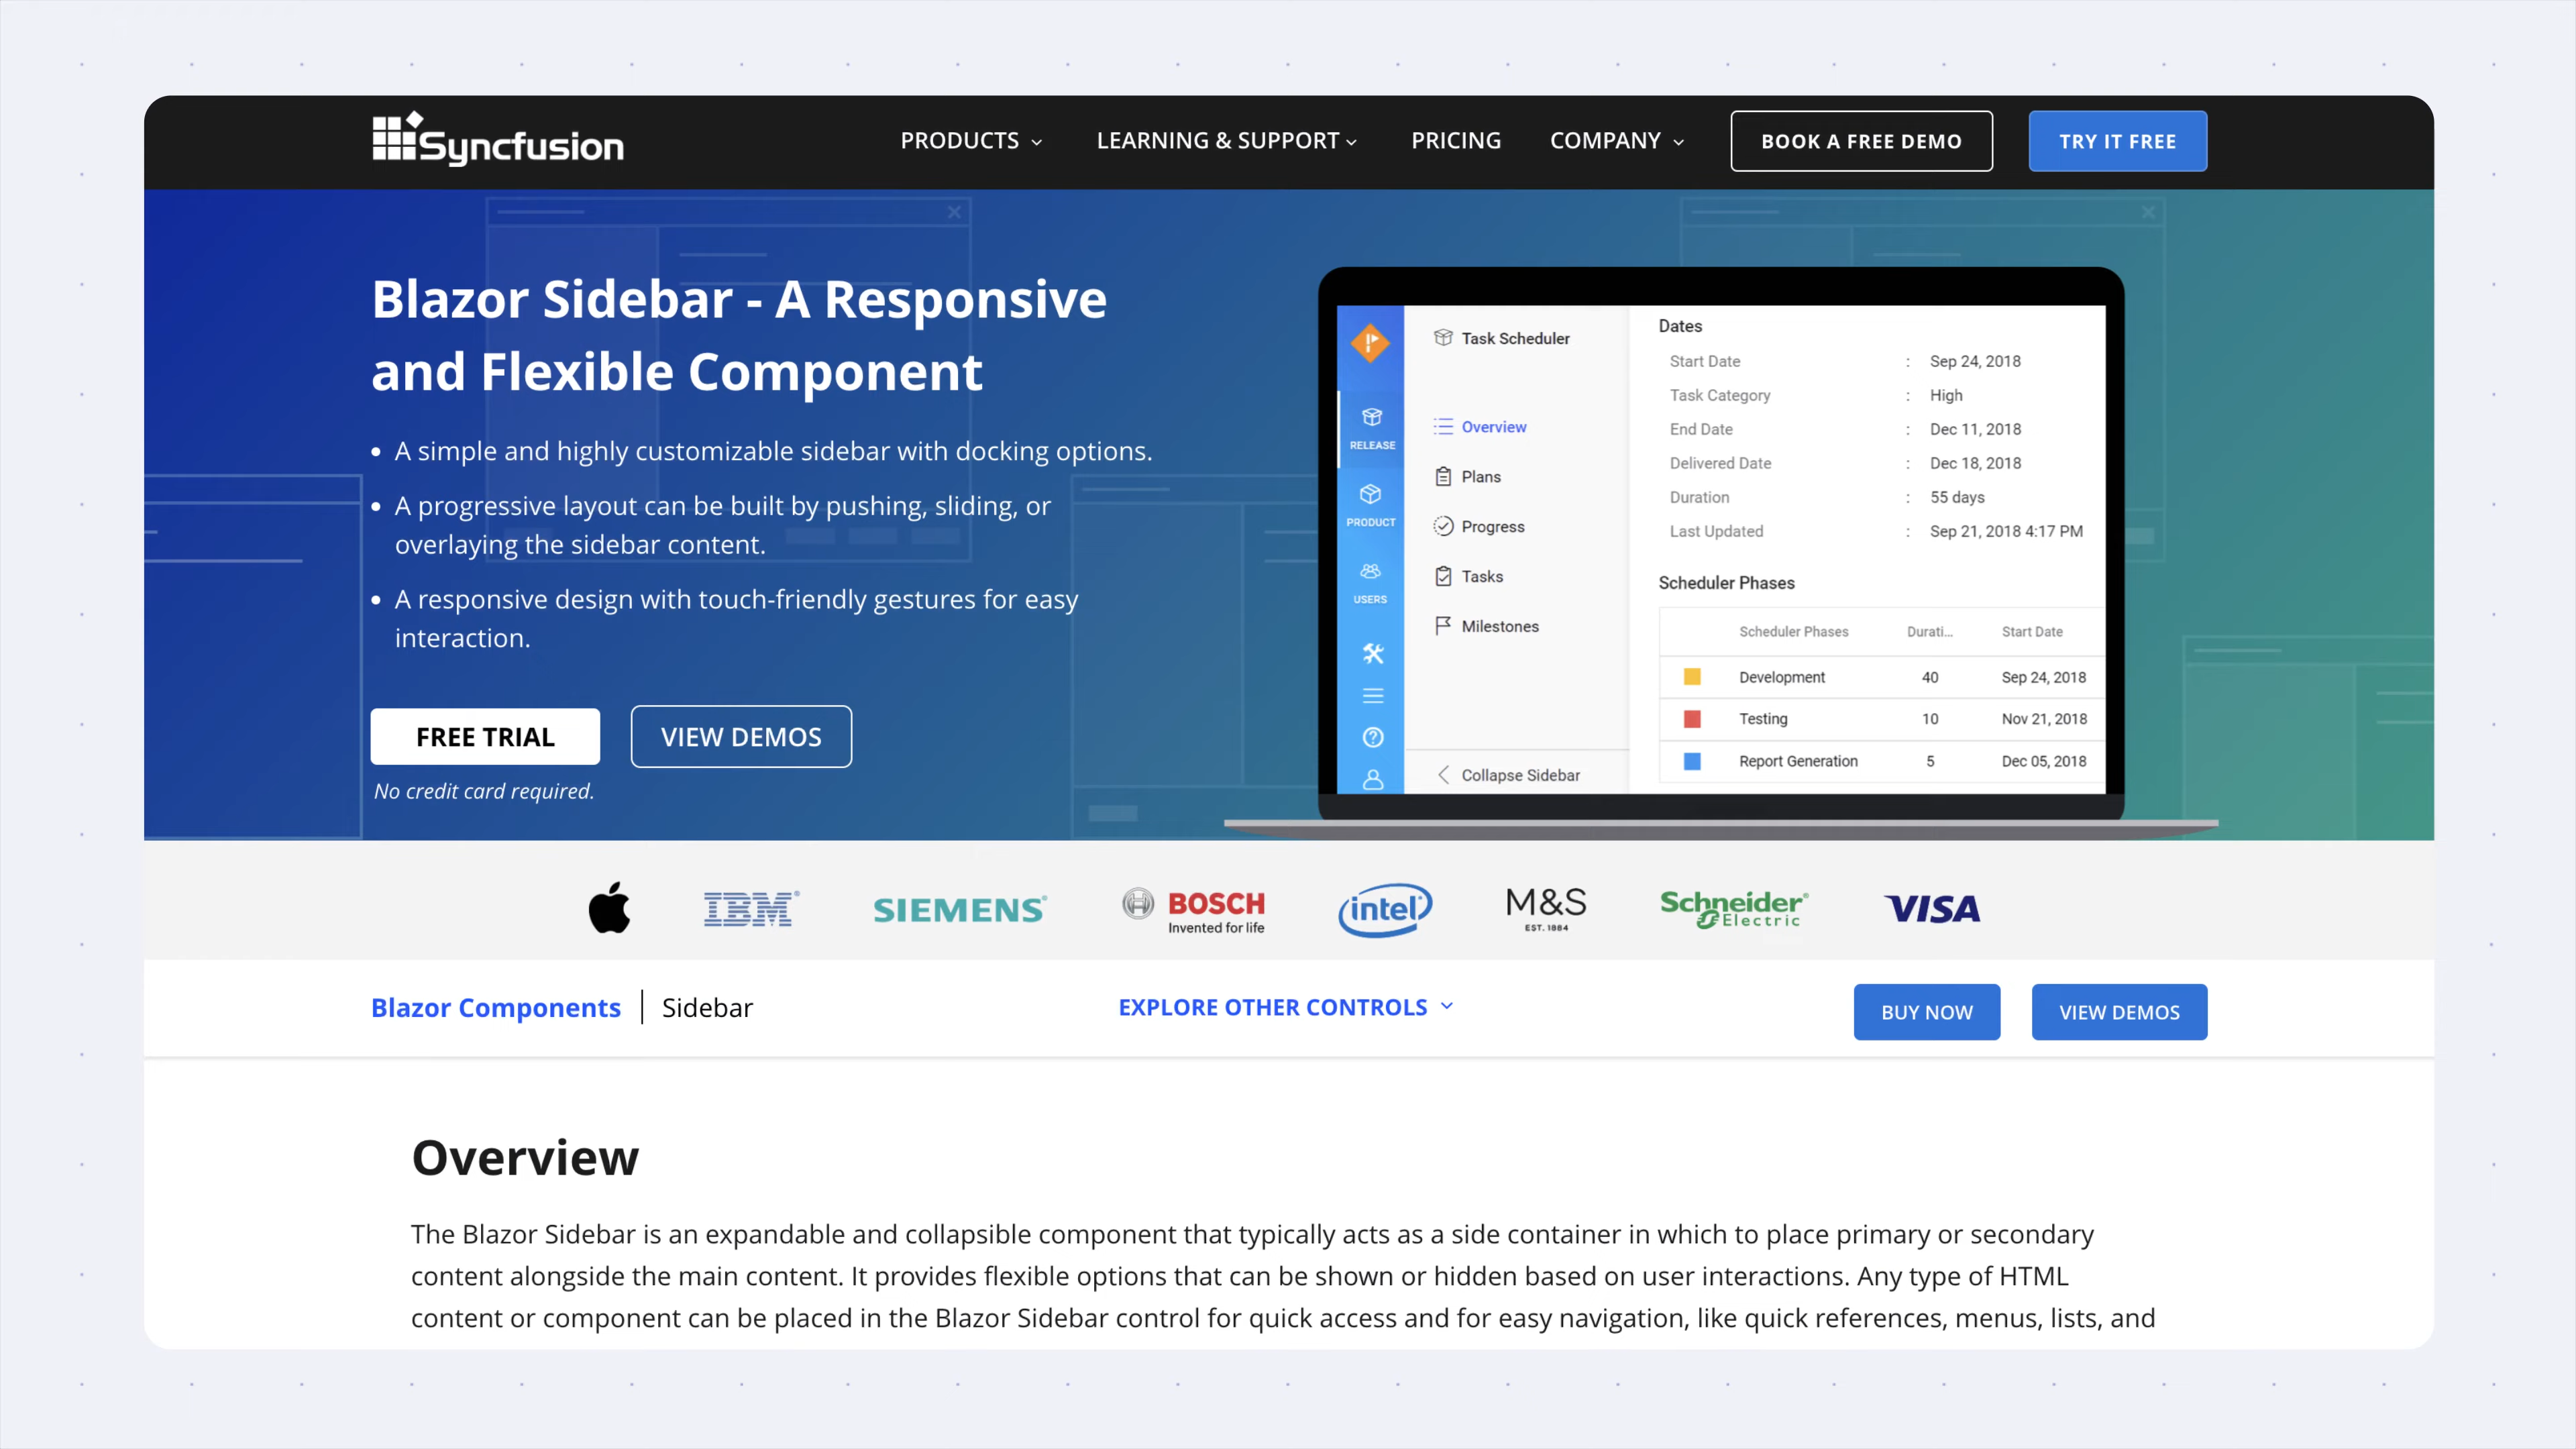 Syncfusion
PRODUCTS
LEARNING & SUPPORT
PRICING
COMPANY
BOOK A FREE DEMO
TRY IT FREE
Blazor Sidebar - A Responsive
and Flexible Component
• A simple and highly customizable sidebar with docking options.
• A progressive layout can be built by pushing, sliding, or
overlaying the sidebar content.
• A responsive design with touch-friendly gestures for easy
interaction.
FREE TRIAL
VIEW DEMOS
No credit card required.
RELEASE
PRODUCT
USERS
Task Scheduler
Overview
Plans
Progress
Tasks
Milestones
Collapse Sidebar
Dates
Start Date : Sep 24, 2018
Task Category : High
End Date : Dec 11, 2018
Delivered Date : Dec 18, 2018
Duration : 55 days
Last Updated : Sep 21, 2018 4:17 PM
Scheduler Phases
Scheduler Phases Durati... Start Date
Development 40 Sep 24, 2018
Testing 10 Nov 21, 2018
Report Generation 5 Dec 05, 2018
IBM®
SIEMENS
BOSCH
Invented for life
intel
M&S
EST. 1884
Schneider
Electric
VISA
Blazor Components | Sidebar
EXPLORE OTHER CONTROLS
BUY NOW
VIEW DEMOS
Overview
The Blazor Sidebar is an expandable and collapsible component that typically acts as a side container in which to place primary or secondary
content alongside the main content. It provides flexible options that can be shown or hidden based on user interactions. Any type of HTML
content or component can be placed in the Blazor Sidebar control for quick access and for easy navigation, like quick references, menus, lists, and